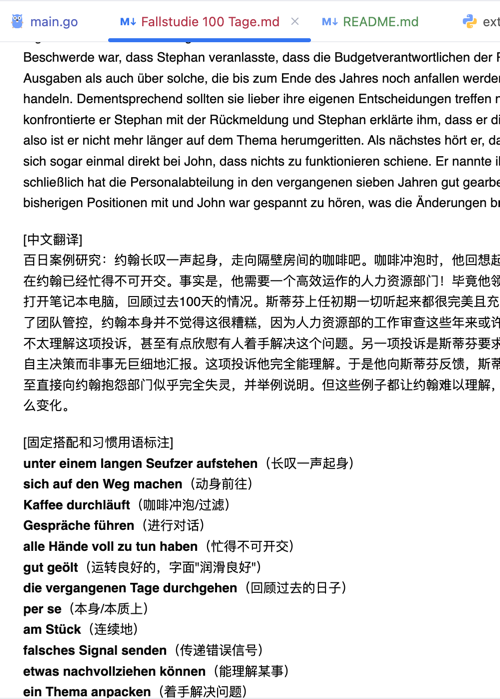 main.go
Fallstudie 100 Tage.md
README.md
ext
Beschwerde war, dass Stephan veranlasste, dass die Budgetverantwortlichen der
Ausgaben als auch über solche, die bis zum Ende des Jahres noch anfallen werde
handeln. Dementsprechend sollten sie lieber ihre eigenen Entscheidungen treffen
konfrontierte er Stephan mit der Rückmeldung und Stephan erklärte ihm, dass er di
also ist er nicht mehr länger auf dem Thema herumgeritten. Als nächstes hört er, da
sich sogar einmal direkt bei John, dass nichts zu funktionieren schiene. Er nannte
schließlich hat die Personalabteilung in den vergangenen sieben Jahren gut gearbe
bisherigen Positionen mit und John war gespannt zu hören, was die Änderungen
[中文翻译]
百日案例研究：约翰长叹一声起身，走向隔壁房间的咖啡吧。咖啡冲泡时，他回想起
在约翰已经忙得不可开交。事实是，他需要一个高效运作的人力资源部门！毕竟他领
打开笔记本电脑，回顾过去100天的情况。斯蒂芬上任初期一切听起来都很完美且充
了团队管控，约翰本身并不觉得这很糟糕，因为人力资源部的工作审查这些年来或许
不太理解这项投诉，甚至有点欣慰有人着手解决这个问题。另一项投诉是斯蒂芬要求
自主决策而非事无巨细地汇报。这项投诉他完全能理解。于是他向斯蒂芬反馈，斯蒂
至直接向约翰抱怨部门似乎完全失灵，并举例说明。但这些例子都让约翰难以理解，
么变化。
[固定搭配和习惯用语标注]
unter einem langen Seufzer aufstehen（长叹一声起身）
sich auf den Weg machen（动身前往）
Kaffee durchläuft（咖啡冲泡/过滤）
Gespräche führen（进行对话）
alle Hände voll zu tun haben（忙得不可开交）
gut geölt（运转良好的，字面"润滑良好"）
die vergangenen Tage durchgehen（回顾过去的日子）
per se（本身/本质上）
am Stück（连续地）
falsches Signal senden（传递错误信号）
etwas nachvollziehen können（能理解某事）
ein Thema anpacken（着手解决问题）